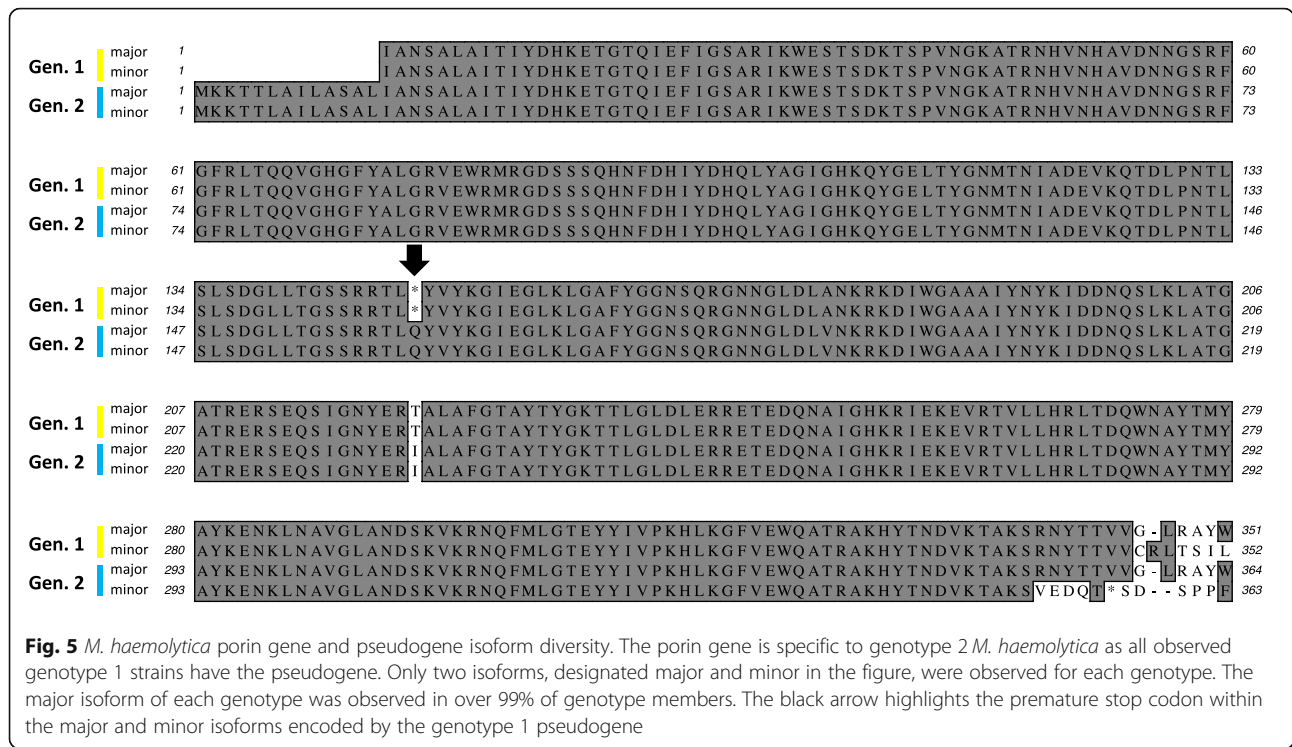 major 1 IANSALAITIYDHKETGTQIEFIGSARIKWESTSDKTSPVNGKATRNHVNHAVDNNGSRF 60
Gen. 1
minor 1 IANSALAITIYDHKETGTQIEFIGSARIKWESTSDKTSPVNGKATRNHVNHAVDNNGSRF 60
major 1 MKKTTLAILASALIANSALAITIYDHKETGTQIEFIGSARIKWESTSDKTSPVNGKATRNHVNHAVDNNGSRF 73
Gen. 2
minor 1 MKKTTLAILASALIANSALAITIYDHKETGTQIEFIGSARIKWESTSDKTSPVNGKATRNHVNHAVDNNGSRF 73
major 61 GFRLTQQVGHGFYALGRVEWRMRGDSSSQHNFDHIYDHQLYAGIGHKQYGELTYGNMTNIADEVKQTDLPNTL 133
Gen. 1
minor 61 GFRLTQQVGHGFYALGRVEWRMRGDSSSQHNFDHIYDHQLYAGIGHKQYGELTYGNMTNIADEVKQTDLPNTL 133
major 74 GFRLTQQVGHGFYALGRVEWRMRGDSSSQHNFDHIYDHQLYAGIGHKQYGELTYGNMTNIADEVKQTDLPNTL 146
Gen. 2
minor 74 GFRLTQQVGHGFYALGRVEWRMRGDSSSQHNFDHIYDHQLYAGIGHKQYGELTYGNMTNIADEVKQTDLPNTL 146
major 134 SLSDGLLTGSSRRTL*YVYKGIEGLKLGAFYGGNSQRGNNGLDLANKRKDIWGAAAIYNYKIDDNQSLKLATG 206
Gen. 1
minor 134 SLSDGLLTGSSRRTL*YVYKGIEGLKLGAFYGGNSQRGNNGLDLANKRKDIWGAAAIYNYKIDDNQSLKLATG 206
major 147 SLSDGLLTGSSRRTLQYVYKGIEGLKLGAFYGGNSQRGNNGLDLVNKRKDIWGAAAIYNYKIDDNQSLKLATG 219
Gen. 2
minor 147 SLSDGLLTGSSRRTLQYVYKGIEGLKLGAFYGGNSQRGNNGLDLVNKRKDIWGAAAIYNYKIDDNQSLKLATG 219
major 207 ATRERSEQSIGNYERTALAFGTAYTYGKTTLGLDLERRETEDQNAIGHKRIEKEVRTVLLHRLTDQWNAYTMY 279
Gen. 1
minor 207 ATRERSEQSIGNYERTALAFGTAYTYGKTTLGLDLERRETEDQNAIGHKRIEKEVRTVLLHRLTDQWNAYTMY 279
major 220 ATRERSEQSIGNYERIALAFGTAYTYGKTTLGLDLERRETEDQNAIGHKRIEKEVRTVLLHRLTDQWNAYTMY 292
Gen. 2
minor 220 ATRERSEQSIGNYERIALAFGTAYTYGKTTLGLDLERRETEDQNAIGHKRIEKEVRTVLLHRLTDQWNAYTMY 292
major 280 AYKENKLNAVGLANDSKVKRNQFMLGTEYYIVPKHLKGFVEWQATRAKHYTNDVKTAKSRNYTTVVG-LRAYW 351
Gen. 1
minor 280 AYKENKLNAVGLANDSKVKRNQFMLGTEYYIVPKHLKGFVEWQATRAKHYTNDVKTAKSRNYTTVVCRLTSIL 352
major 293 AYKENKLNAVGLANDSKVKRNQFMLGTEYYIVPKHLKGFVEWQATRAKHYTNDVKTAKSRNYTTVVG-LRAYW 364
Gen. 2
minor 293 AYKENKLNAVGLANDSKVKRNQFMLGTEYYIVPKHLKGFVEWQATRAKHYTNDVKTAKSVEDQT*SD--SPPF 363
Fig. 5 M. haemolytica porin gene and pseudogene isoform diversity. The porin gene is specific to genotype 2 M. haemolytica as all observed
genotype 1 strains have the pseudogene. Only two isoforms, designated major and minor in the figure, were observed for each genotype. The
major isoform of each genotype was observed in over 99% of genotype members. The black arrow highlights the premature stop codon within
the major and minor isoforms encoded by the genotype 1 pseudogene